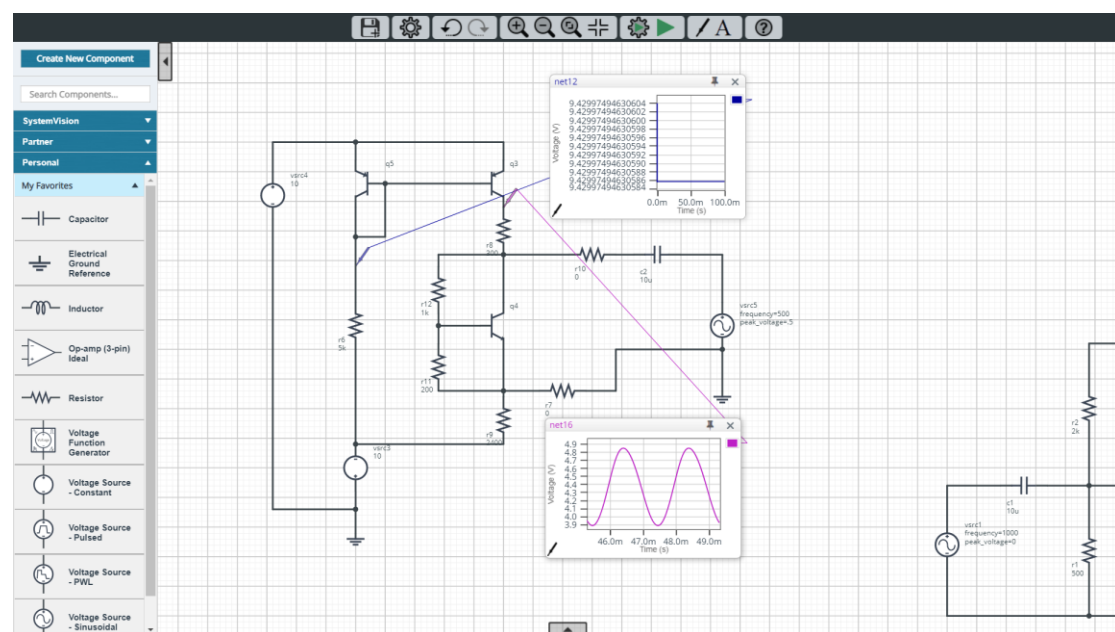 Create New Component
Search Components...
SystemVision
Partner
Personal
My Favorites
Capacitor
Electrical
Ground
Reference
Inductor
Op-amp (3-pin)
Ideal
Resistor
Voltage
Function
Generator
Voltage Source
- Constant
Voltage Source
- Pulsed
Voltage Source
- PWL
Voltage Source
- Sinusoidal
A
?
vsrc4
10
q5
q3
r8
r12
1k
q4
r6
5k
r11
200
r10
0
c2
10u
vsrc5
frequency=500
peak_voltage=.5
r7
0
r9
vsrc3
10
net12
9.42997494630604
9.42997494630602
9.42997494630600
9.42997494630598
9.42997494630596
9.42997494630594
9.42997494630592
9.42997494630590
9.42997494630588
9.42997494630586
9.42997494630584
Voltage (V)
0.0m 50.0m 100.0m
Time (s)
net16
4.9
4.8
4.7
4.6
4.5
4.4
4.3
4.2
4.1
4.0
3.9
Voltage (V)
46.0m 47.0m 48.0m 49.0m
Time (s)
r2
2k
c1
10u
vsrc1
frequency=1000
peak_voltage=0
r1
500